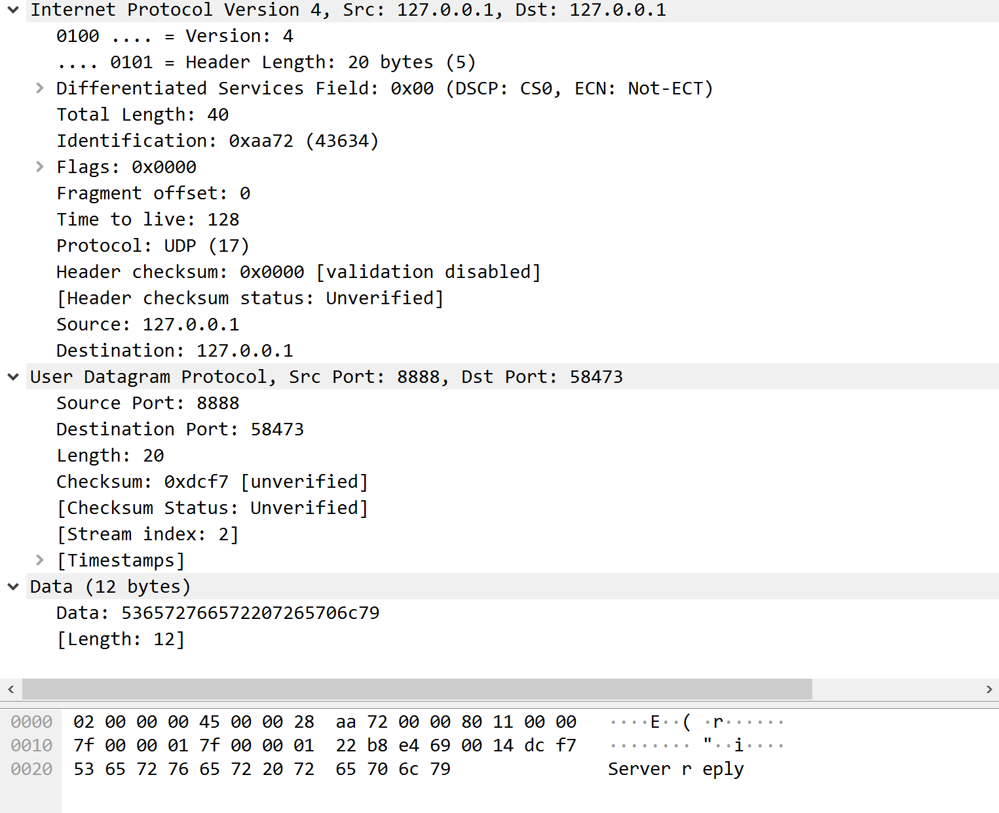 Internet Protocol Version 4, Src: 127.0.0.1, Dst: 127.0.0.1
0100 .... = Version: 4
.... 0101 = Header Length: 20 bytes (5)
Differentiated Services Field: 0x00 (DSCP: CS0, ECN: Not-ECT)
Total Length: 40
Identification: 0xaa72 (43634)
Flags: 0x0000
Fragment offset: 0
Time to live: 128
Protocol: UDP (17)
Header checksum: 0x0000 [validation disabled]
[Header checksum status: Unverified]
Source: 127.0.0.1
Destination: 127.0.0.1
User Datagram Protocol, Src Port: 8888, Dst Port: 58473
Source Port: 8888
Destination Port: 58473
Length: 20
Checksum: 0xdcf7 [unverified]
[Checksum Status: Unverified]
[Stream index: 2]
[Timestamps]
Data (12 bytes)
Data: 536572766572207265706c79
[Length: 12]
0000 02 00 00 00 45 00 00 28 aa 72 00 00 80 11 00 00 ····E··( ·r······
0010 7f 00 00 01 7f 00 00 01 22 b8 e4 69 00 14 dc f7 ········ "··i····
0020 53 65 72 76 65 72 20 72 65 70 6c 79 Server r eply